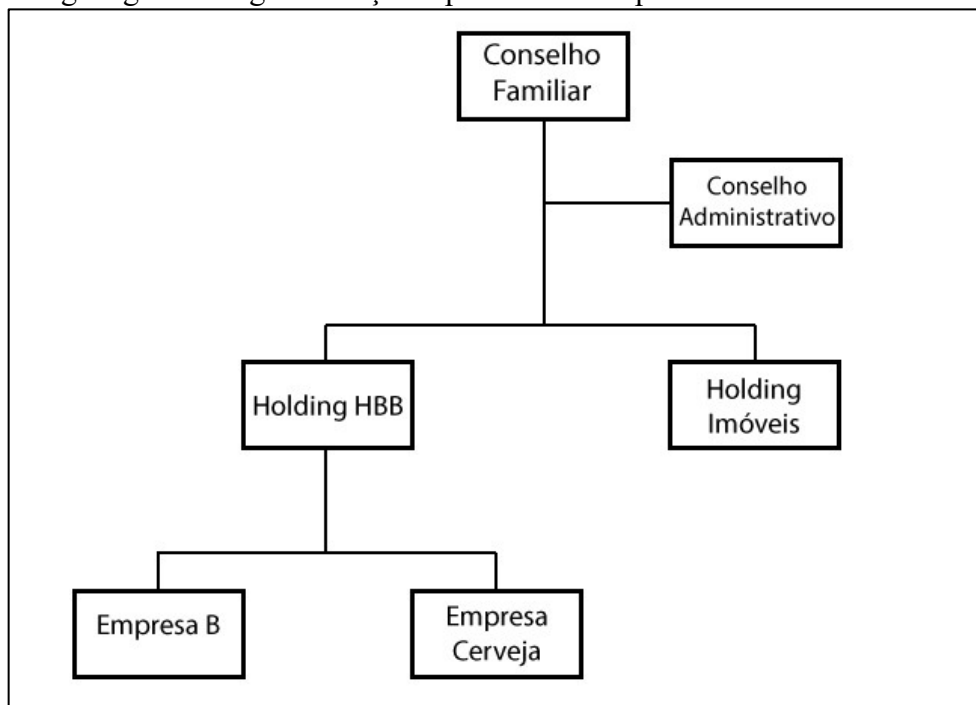 Conselho
Familiar
Conselho
Administrativo
Holding HBB
Holding
Imóveis
Empresa B
Empresa
Cerveja